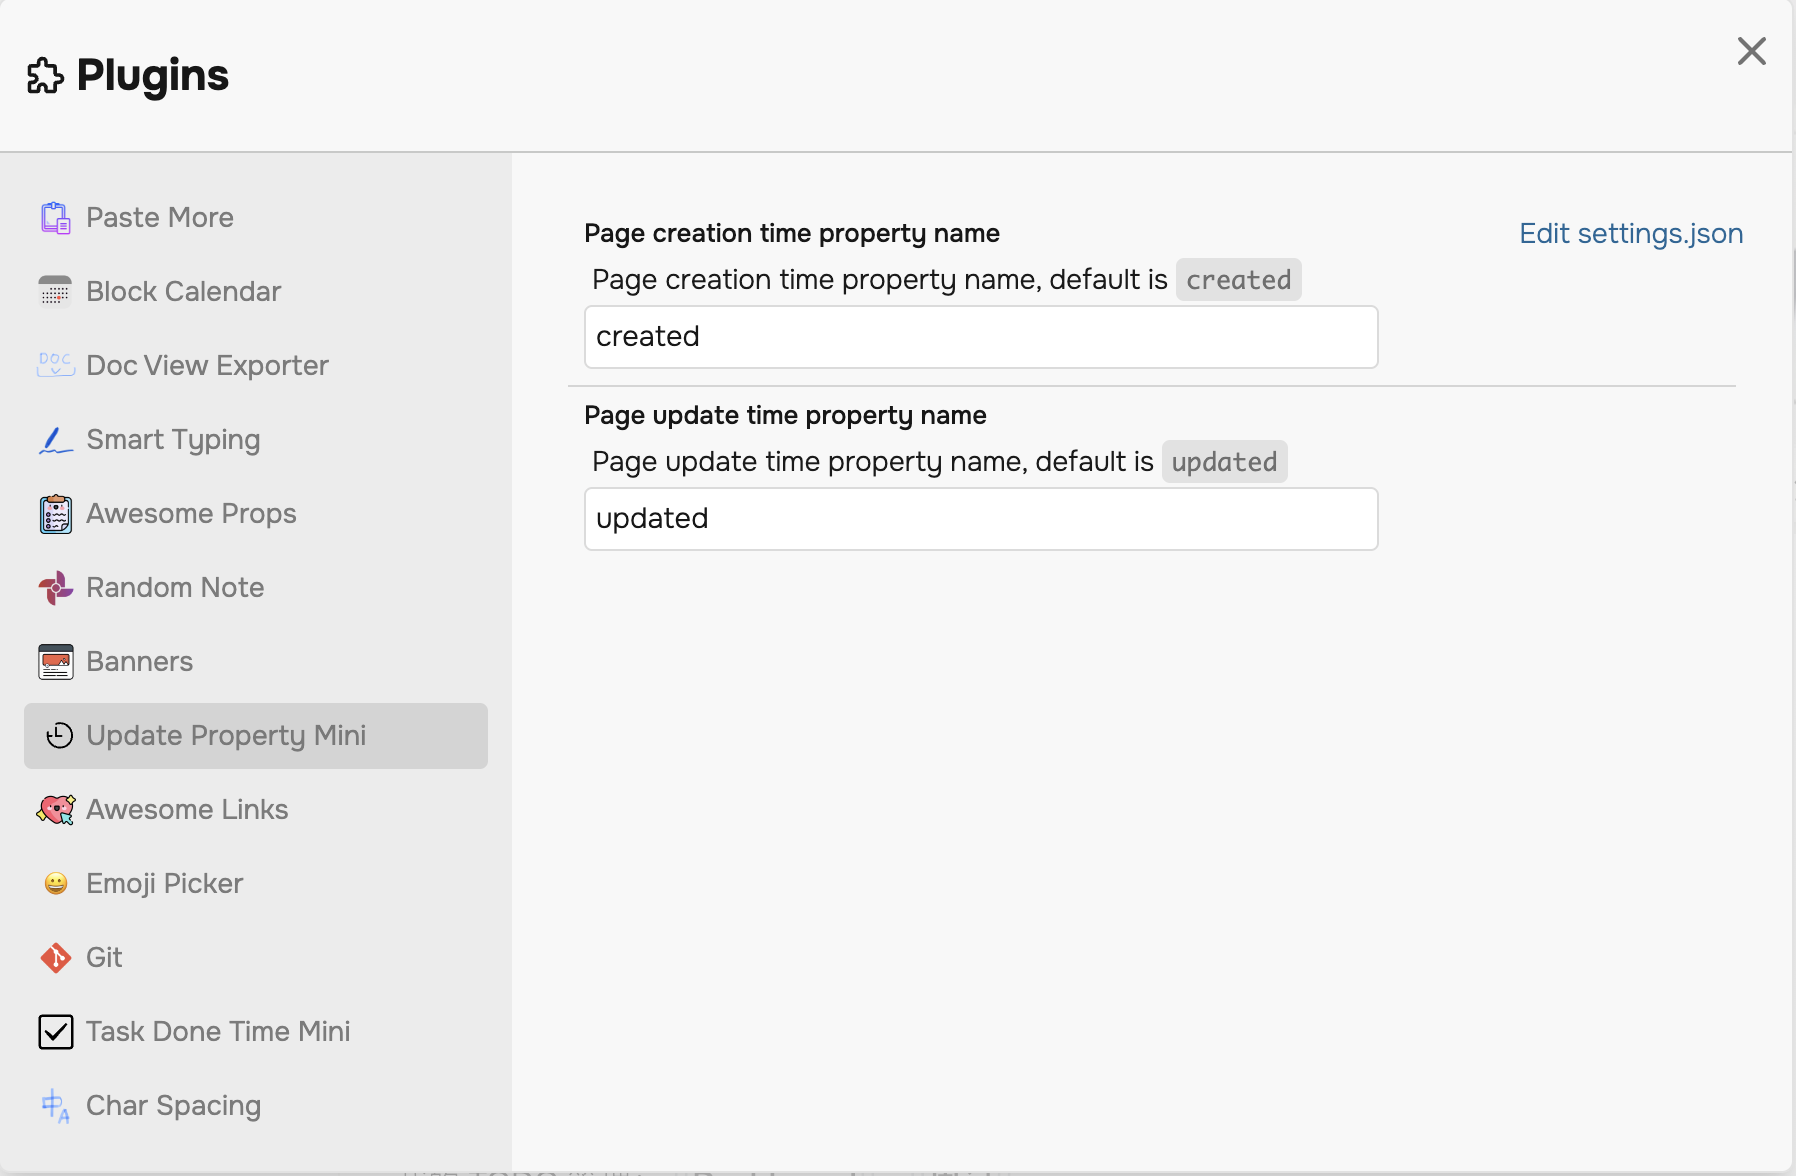 Plugins
Paste More
Block Calendar
DOC
Doc View Exporter
Smart Typing
Awesome Props
Random Note
Banners
Update Property Mini
Awesome Links
Emoji Picker
Git
Task Done Time Mini
Char Spacing
Page creation time property name
Edit settings.json
Page creation time property name, default is created
created
Page update time property name
Page update time property name, default is updated
updated